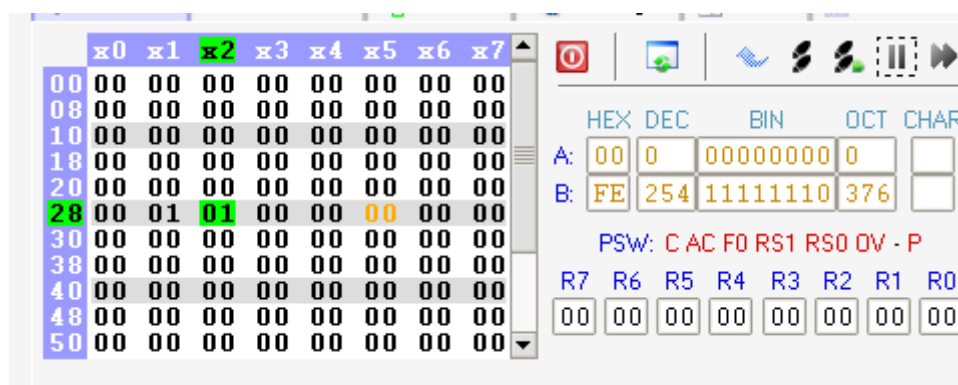 x0 x1 x2 x3 x4 x5 x6 x7
00 00 00 00 00 00 00 00 00
08 00 00 00 00 00 00 00 00
10 00 00 00 00 00 00 00 00
18 00 00 00 00 00 00 00 00
20 00 00 00 00 00 00 00 00
28 00 01 01 00 00 00 00 00
30 00 00 00 00 00 00 00 00
38 00 00 00 00 00 00 00 00
40 00 00 00 00 00 00 00 00
48 00 00 00 00 00 00 00 00
50 00 00 00 00 00 00 00 00
HEX DEC BIN OCT CHAR
A: 00 0 00000000 0
B: FE 254 11111110 376
PSW: C AC F0 RS1 RS0 OV - P
R7 R6 R5 R4 R3 R2 R1 R0
00 00 00 00 00 00 00 00